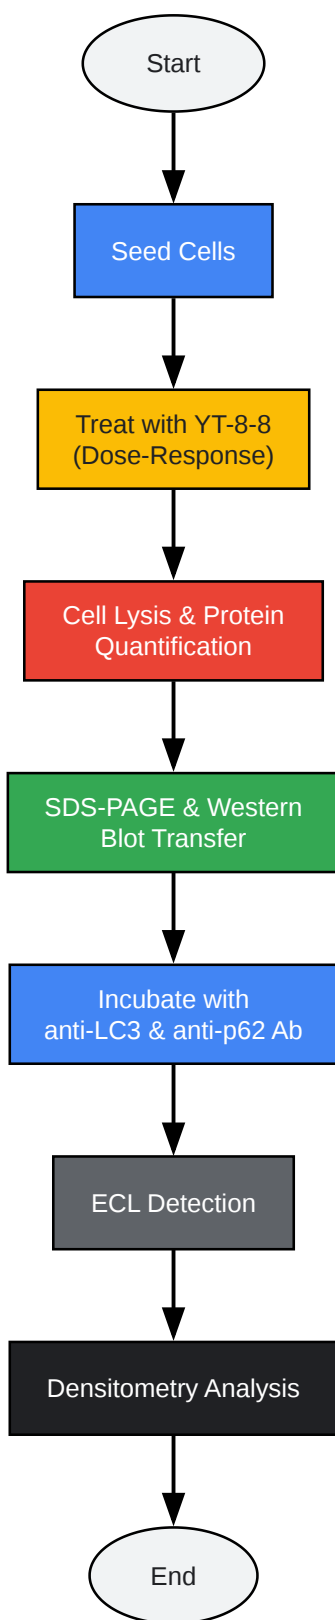 Start
Seed Cells
Treat with YT-8-8
(Dose-Response)
Cell Lysis & Protein
Quantification
SDS-PAGE & Western
Blot Transfer
Incubate with
anti-LC3 & anti-p62 Ab
ECL Detection
Densitometry Analysis
End